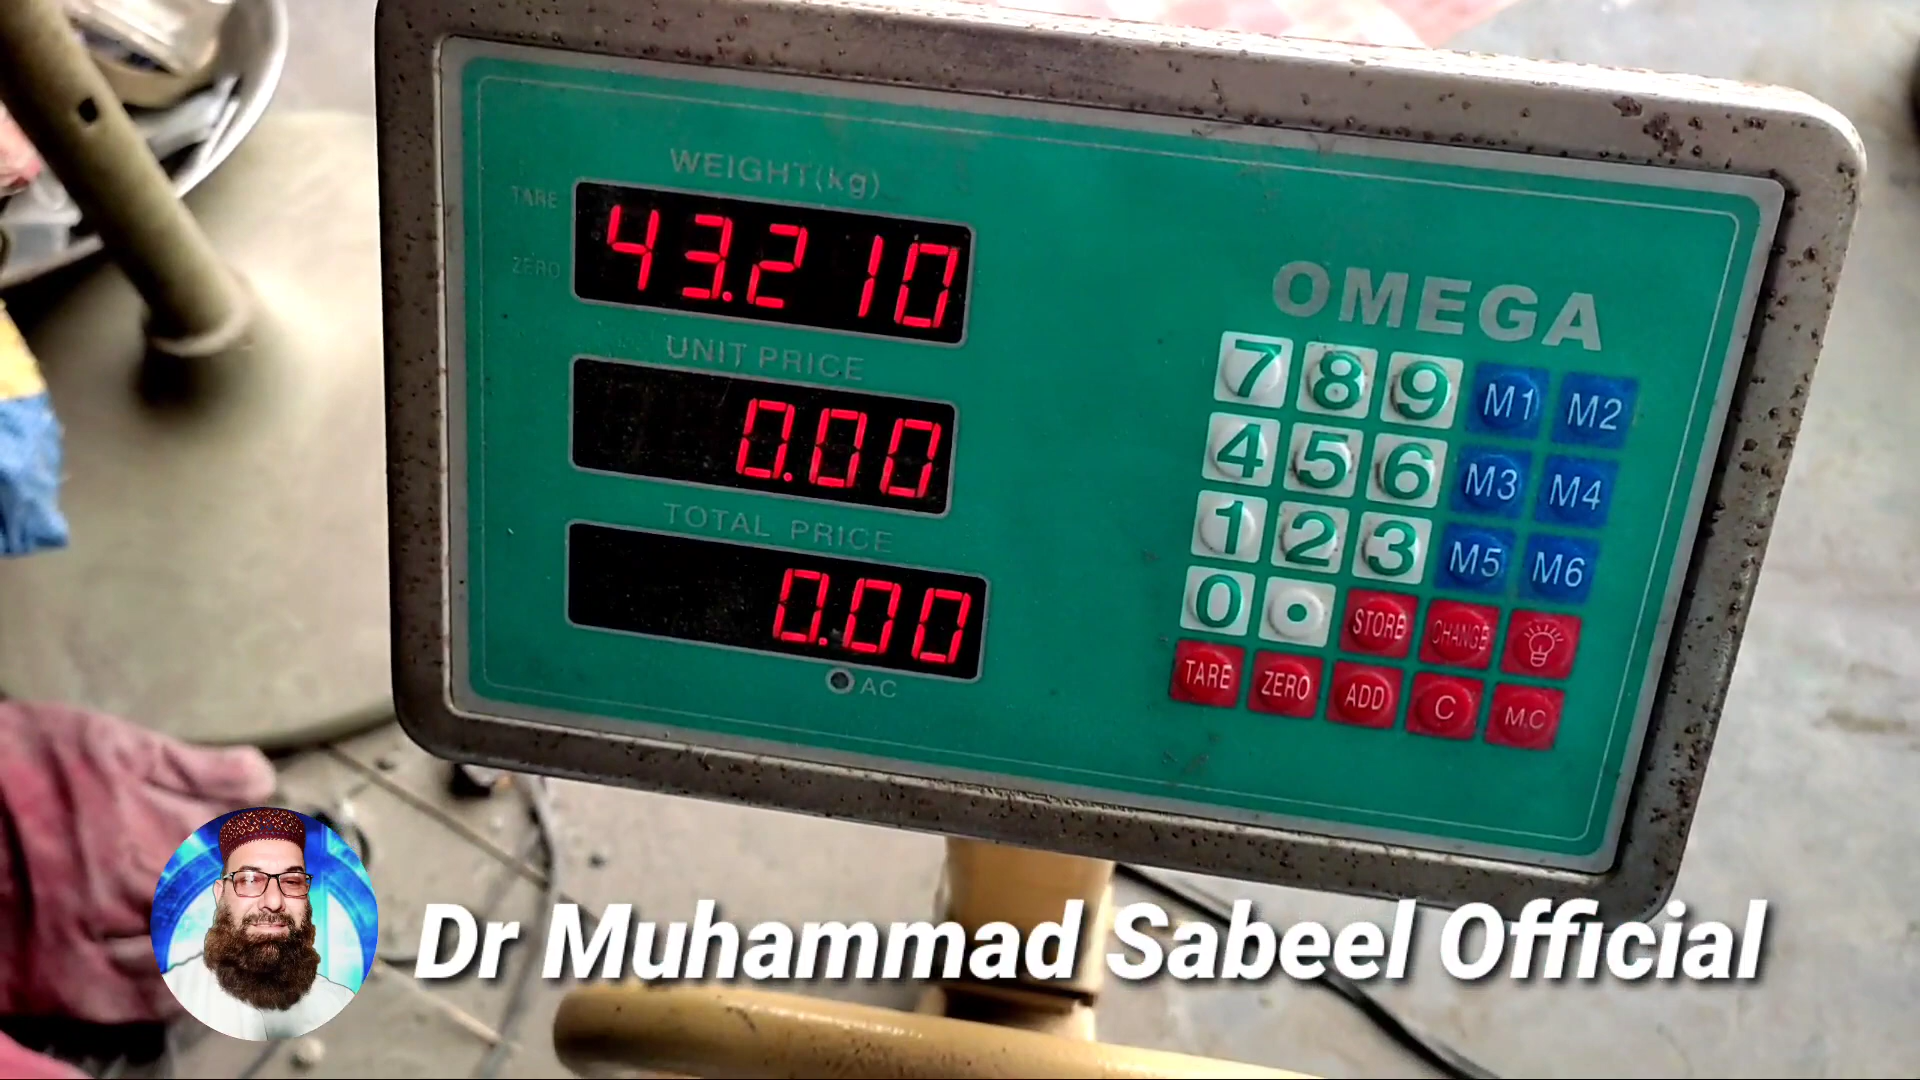 WEIGHT(kg)
TARE
ZERO
43.210
UNIT PRICE
0.00
TOTAL PRICE
0.00
AC
OMEGA
7 8 9 M1 M2
4 5 6 M3 M4
1 2 3 M5 M6
0 . STORE CHANGE
TARE ZERO ADD C M.C
Dr Muhammad Sabeel Official